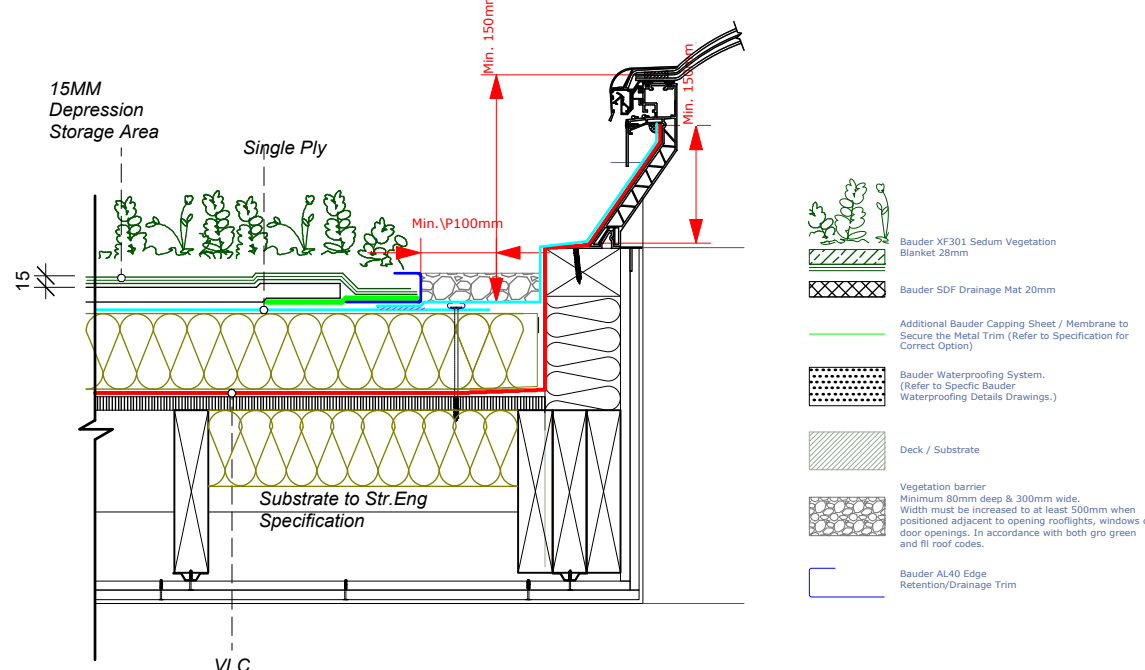 Min. 150mm
15MM
Depression
Storage Area
Single Ply
Min. 150mm
Min.\P100mm
15
Substrate to Str.Eng
Specification
VLC
Bauder XF301 Sedum Vegetation
Blanket 28mm
Bauder SDF Drainage Mat 20mm
Additional Bauder Capping Sheet / Membrane to
Secure the Metal Trim (Refer to Specification for
Correct Option)
Bauder Waterproofing System.
(Refer to Specfic Bauder
Waterproofing Details Drawings.)
Deck / Substrate
Vegetation barrier
Minimum 80mm deep & 300mm wide.
Width must be increased to at least 500mm when
positioned adjacent to opening rooflights, windows
door openings. In accordance with both gro green
and fll roof codes.
Bauder AL40 Edge
Retention/Drainage Trim